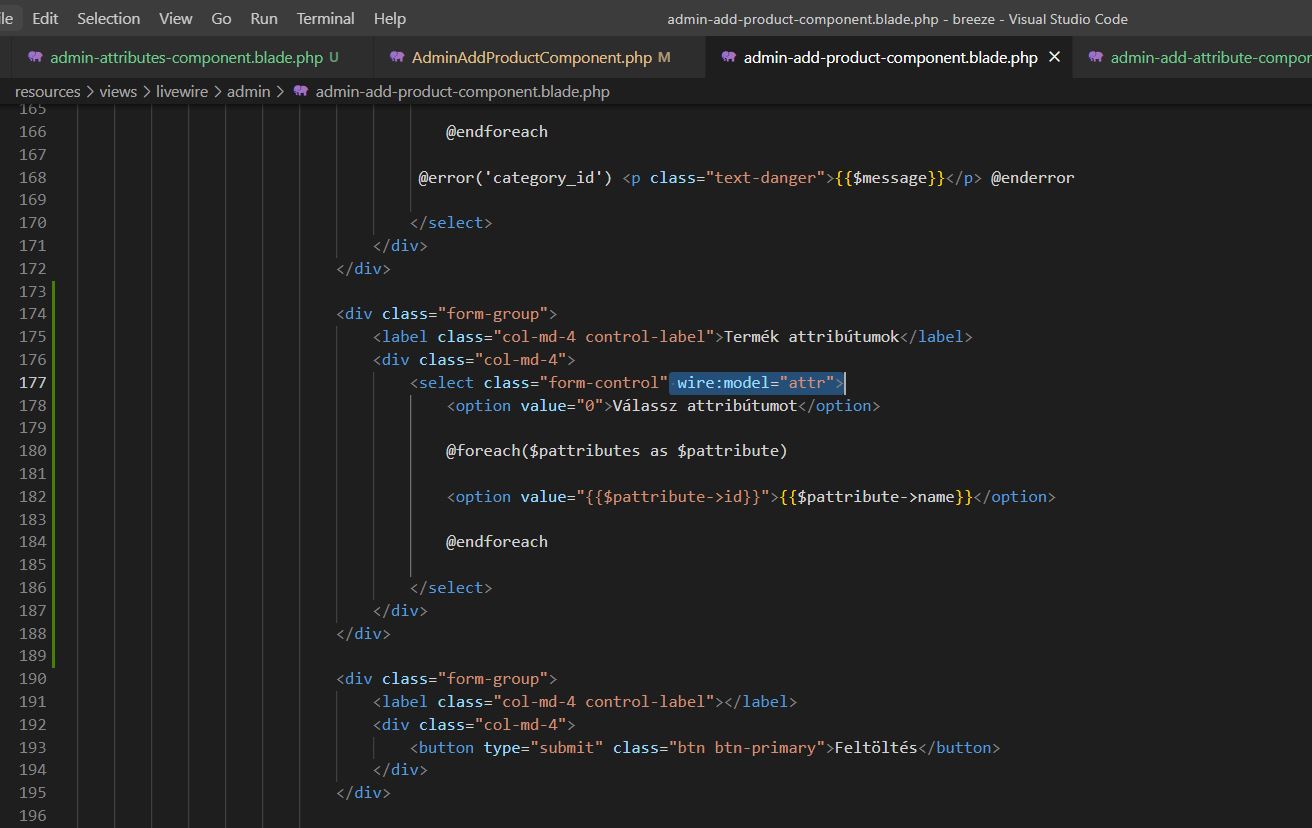 le Edit Selection View Go Run Terminal Help admin-add-product-component.blade.php - breeze - Visual Studio Code
admin-attributes-component.blade.php U AdminAddProductComponent.php M admin-add-product-component.blade.php × admin-add-attribute-compor
resources > views > livewire > admin > admin-add-product-component.blade.php
165
166 @endforeach
167
168 @error('category_id') <p class="text-danger">{{$message}}</p> @enderror
169
170 </select>
171 </div>
172 </div>
173
174 <div class="form-group">
175 <label class="col-md-4 control-label">Termék attribútumok</label>
176 <div class="col-md-4">
177 <select class="form-control" wire:model="attr">
178 <option value="0">Válassz attribútumot</option>
179
180 @foreach($pattributes as $pattribute)
181
182 <option value="{{$pattribute->id}}">{{$pattribute->name}}</option>
183
184 @endforeach
185
186 </select>
187 </div>
188 </div>
189
190 <div class="form-group">
191 <label class="col-md-4 control-label"></label>
192 <div class="col-md-4">
193 <button type="submit" class="btn btn-primary">Feltöltés</button>
194 </div>
195 </div>
196